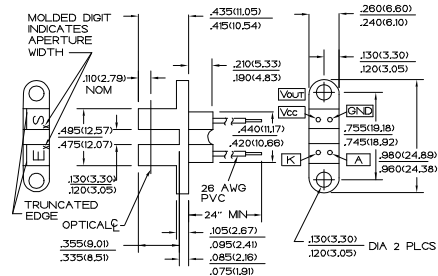 MOLDED DIGIT
INDICATES
APERTURE
WIDTH
.435(11.05)
.415(10.54)
.260(6.60)
.240(6.10)
.110(2.79)
NOM
.210(5.33)
.190(4.83)
.130(3.30)
.120(3.05)
VOUT
VCC
GND
S
E
.495(12.57)
.475(12.07)
.440(11.17)
.420(10.66)
.755(19.18)
.745(18.92)
.980(24.89)
.960(24.38)
K
A
.130(3.30)
.120(3.05)
26 AWG
PVC
TRUNCATED
EDGE
OPTICAL
24" MIN
.105(2.67)
.095(2.41)
.355(9.01)
.335(8.51)
.085(2.16)
.075(1.91)
.130(3.30)
.120(3.05)
DIA 2 PLCS